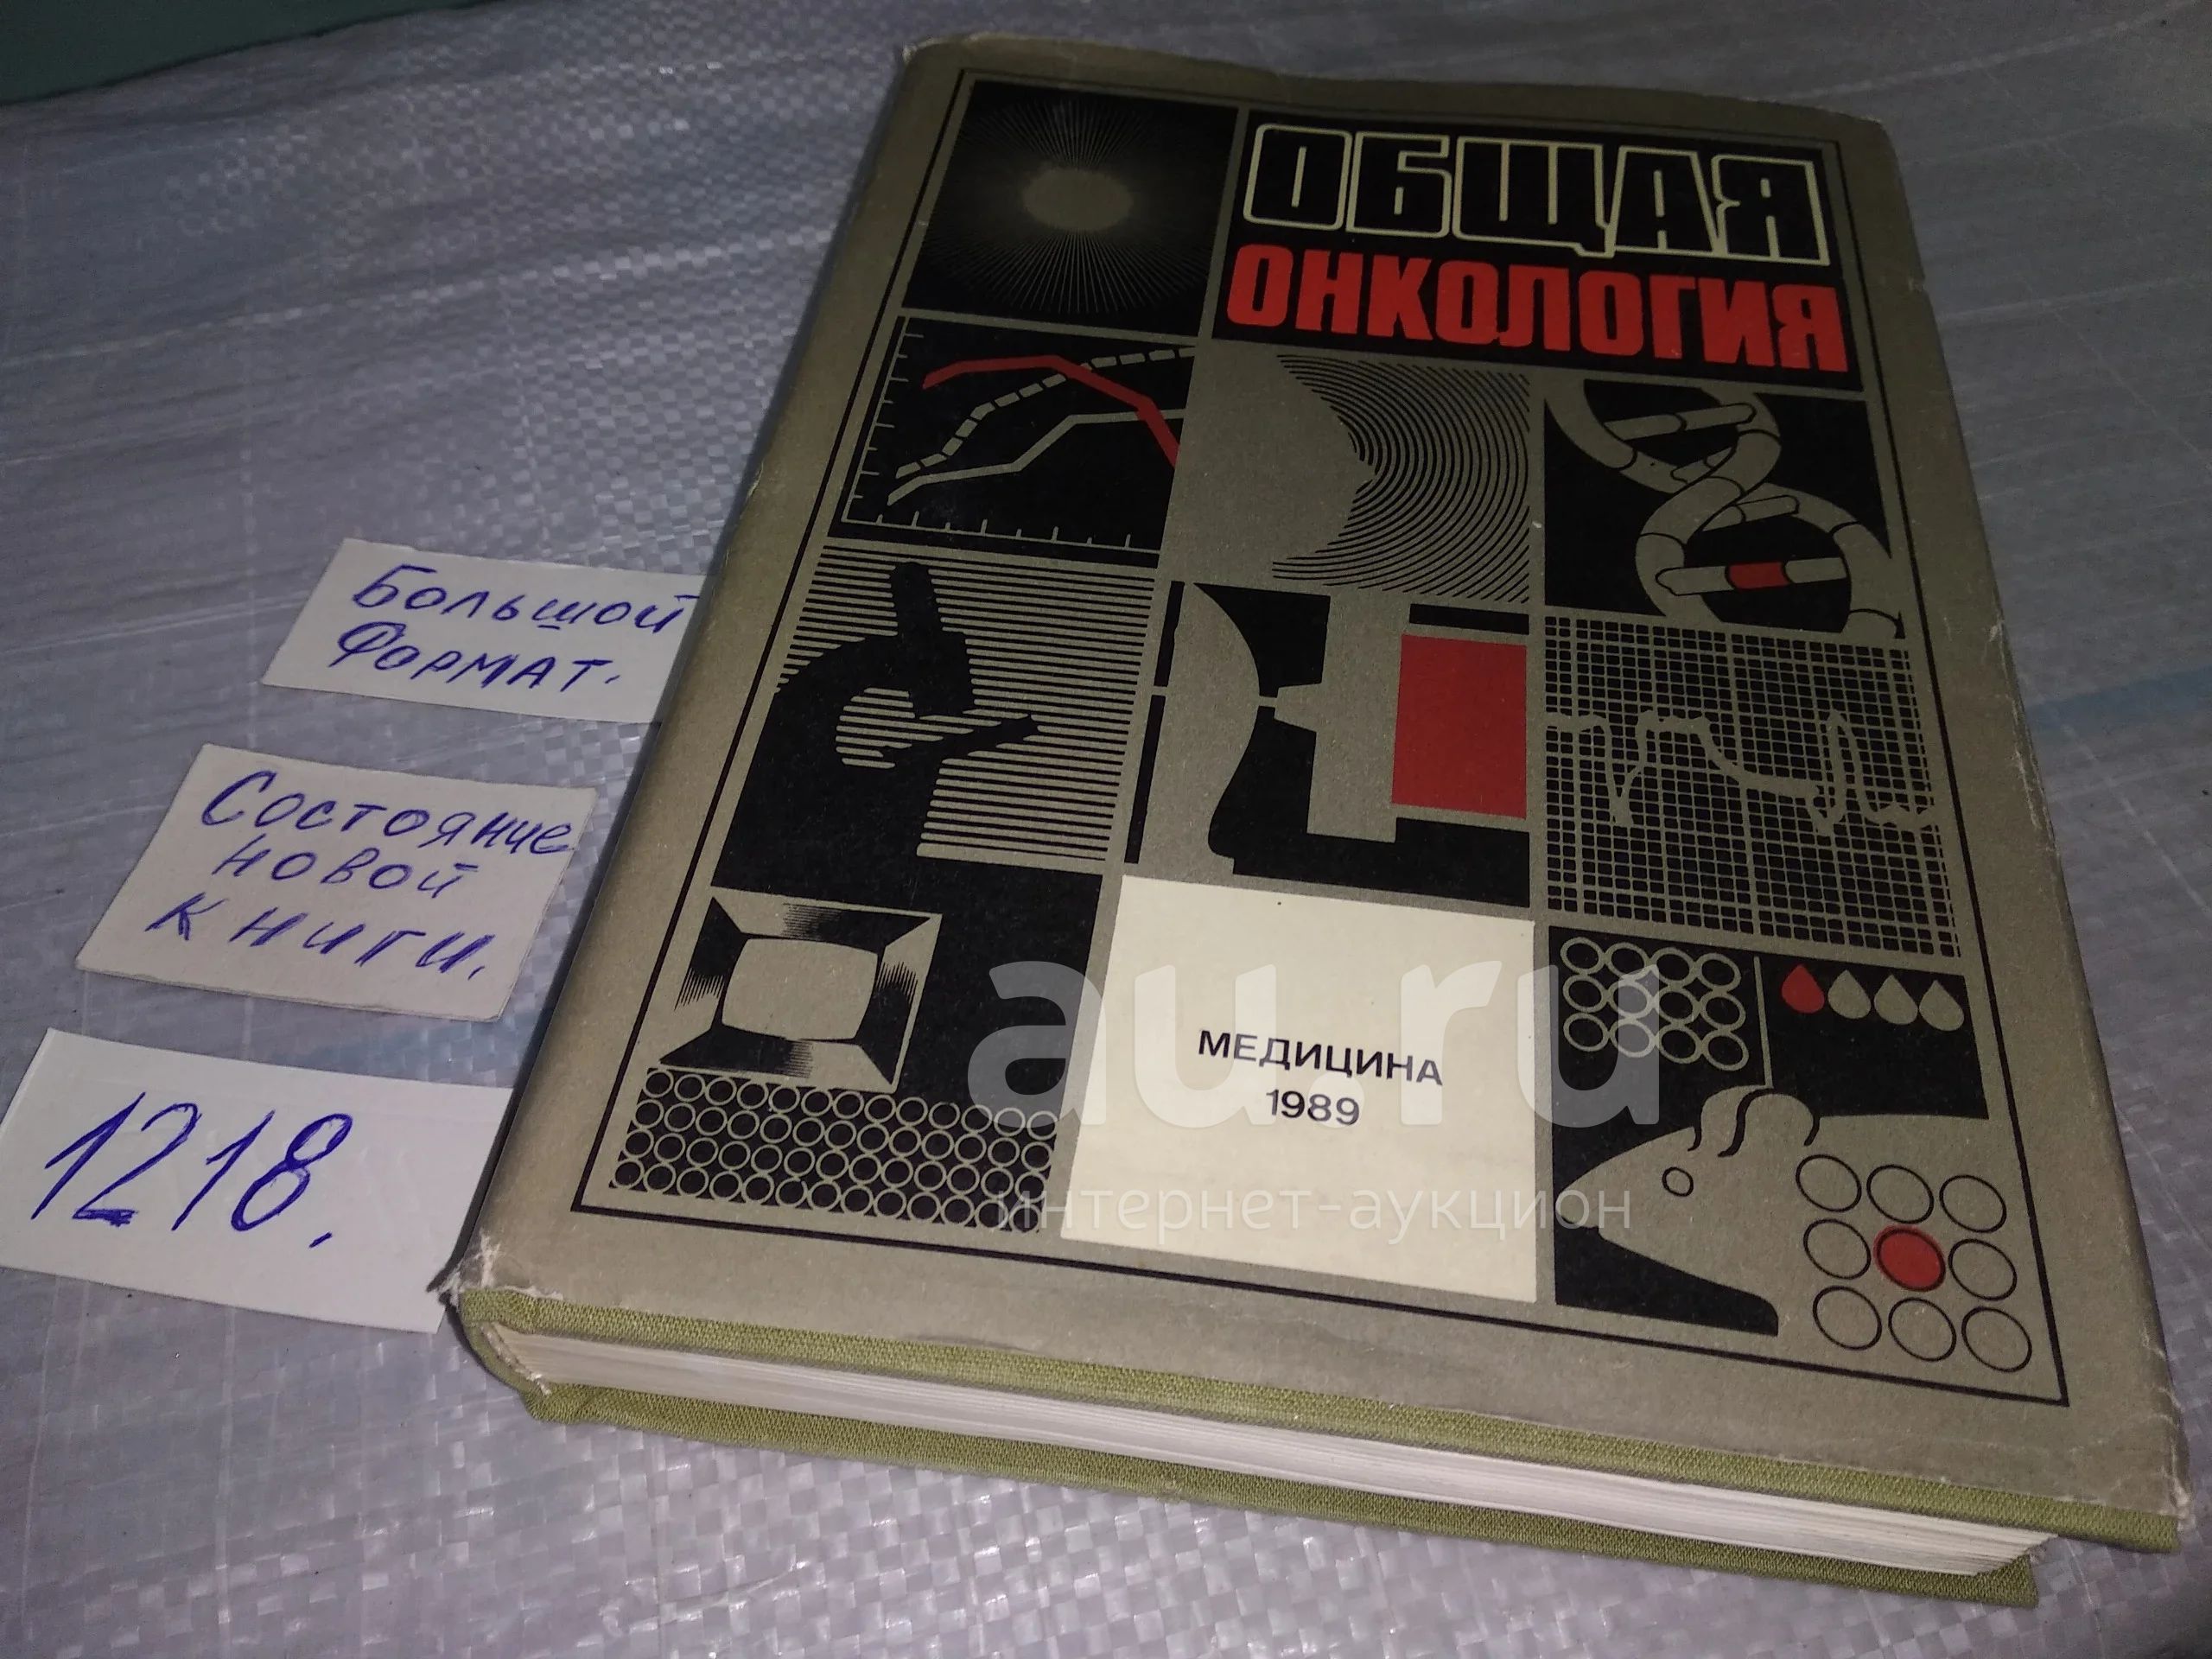 ОБЩАЯ
ОНКОЛОГИЯ
Большой
Формат.
Состояние
новой
книги.
1218.
МЕДИЦИНА
1989
au.ru
интернет-аукцион